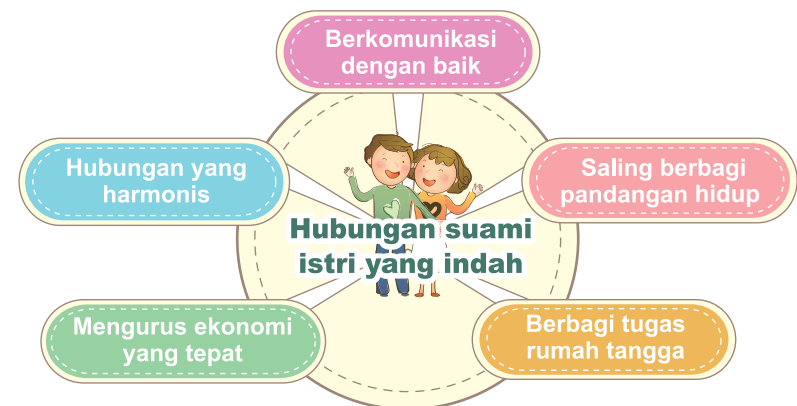 Berkomunikasi
dengan baik
Hubungan yang
harmonis
Saling berbagi
pandangan hidup
Hubungan suami
istri yang indah
Mengurus ekonomi
yang tepat
Berbagi tugas
rumah tangga